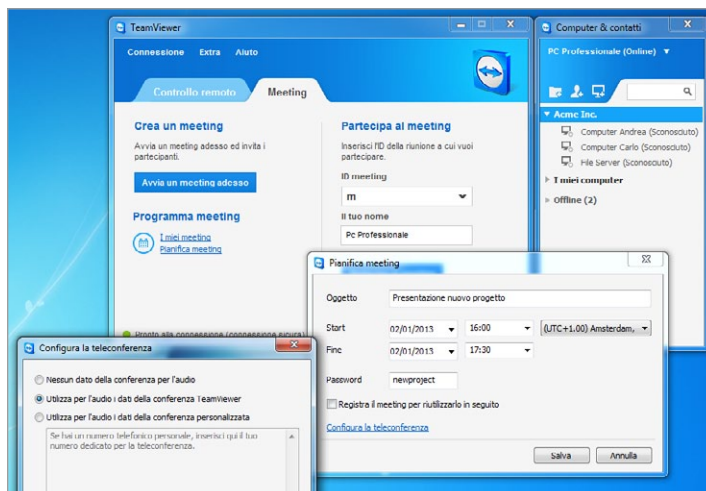 TeamViewer
Connessione Extra Aiuto
Controllo remoto
Meeting
Crea un meeting
Avvia un meeting adesso ed invita i
partecipanti.
Avvia un meeting adesso
Programma meeting
I miei meeting
Pianifica meeting
Partecipa al meeting
Inserisci l'ID della riunione a cui vuoi
partecipare.
ID meeting
m
Il tuo nome
Pc Professionale
Pronto alla connessione (connessione sicura)
Computer & contatti
PC Professionale (Online)
Acme Inc.
Computer Andrea (Sconosciuto)
Computer Carlo (Sconosciuto)
File Server (Sconosciuto)
I miei computer
Offline (2)
Pianifica meeting
Oggetto Presentazione nuovo progetto
Start 02/01/2013 16:00 (UTC+1.00) Amsterdam,
Fine 02/01/2013 17:30
Password newproject
Registra il meeting per riutilizzarlo in seguito
Configura la teleconferenza
Salva Annulla
Configura la teleconferenza
Nessun dato della conferenza per l'audio
Utilizza per l'audio i dati della conferenza TeamViewer
Utilizza per l'audio i dati della conferenza personalizzata
Se hai un numero telefonico personale, inserisci qui il tuo
numero dedicato per la teleconferenza.